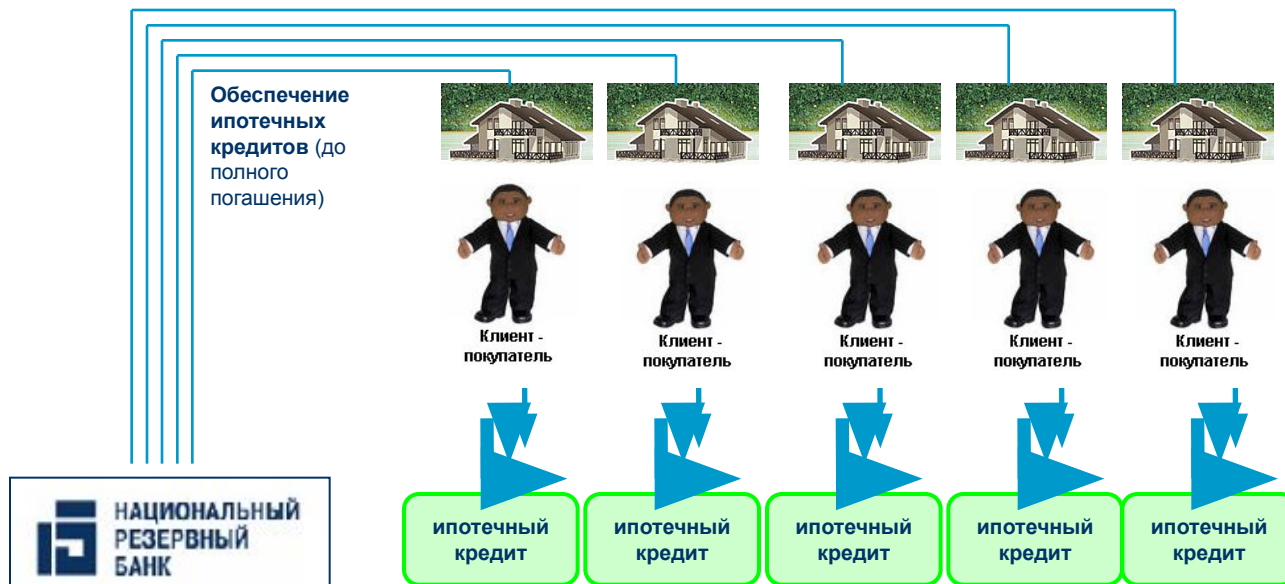 Обеспечение
ипотечных
кредитов (до
полного
погашения)
Клиент -
покупатель
Клиент -
покупатель
Клиент -
покупатель
Клиент -
покупатель
Клиент -
покупатель
НАЦИОНАЛЬНЫЙ
РЕЗЕРВНЫЙ
БАНК
ипотечный
кредит
ипотечный
кредит
ипотечный
кредит
ипотечный
кредит
ипотечный
кредит